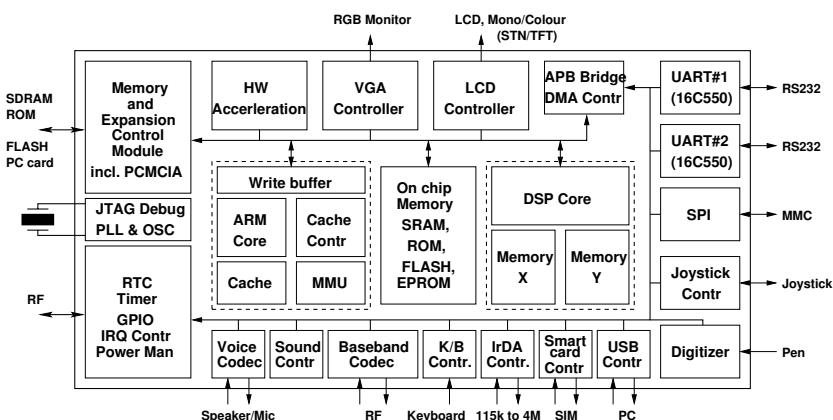 RGB Monitor
LCD, Mono/Colour
(STN/TFT)
SDRAM
ROM
FLASH
PC card
Memory
and
Expansion
Control
Module
incl. PCMCIA
HW
Accerleration
VGA
Controller
LCD
Controller
APB Bridge
DMA Contr
UART#1
(16C550)
RS232
UART#2
(16C550)
RS232
JTAG Debug
PLL & OSC
Write buffer
ARM
Core
Cache
Contr
Cache
MMU
On chip
Memory
SRAM,
ROM,
FLASH,
EPROM
DSP Core
Memory
X
Memory
Y
SPI
MMC
Joystick
Contr
Joystick
RF
RTC
Timer
GPIO
IRQ Contr
Power Man
Voice
Codec
Sound
Contr
Baseband
Codec
K/B
Contr.
IrDA
Contr.
Smart
card
Contr
USB
Contr
Digitizer
Pen
Speaker/Mic
RF
Keyboard
115k to 4M
SIM
PC